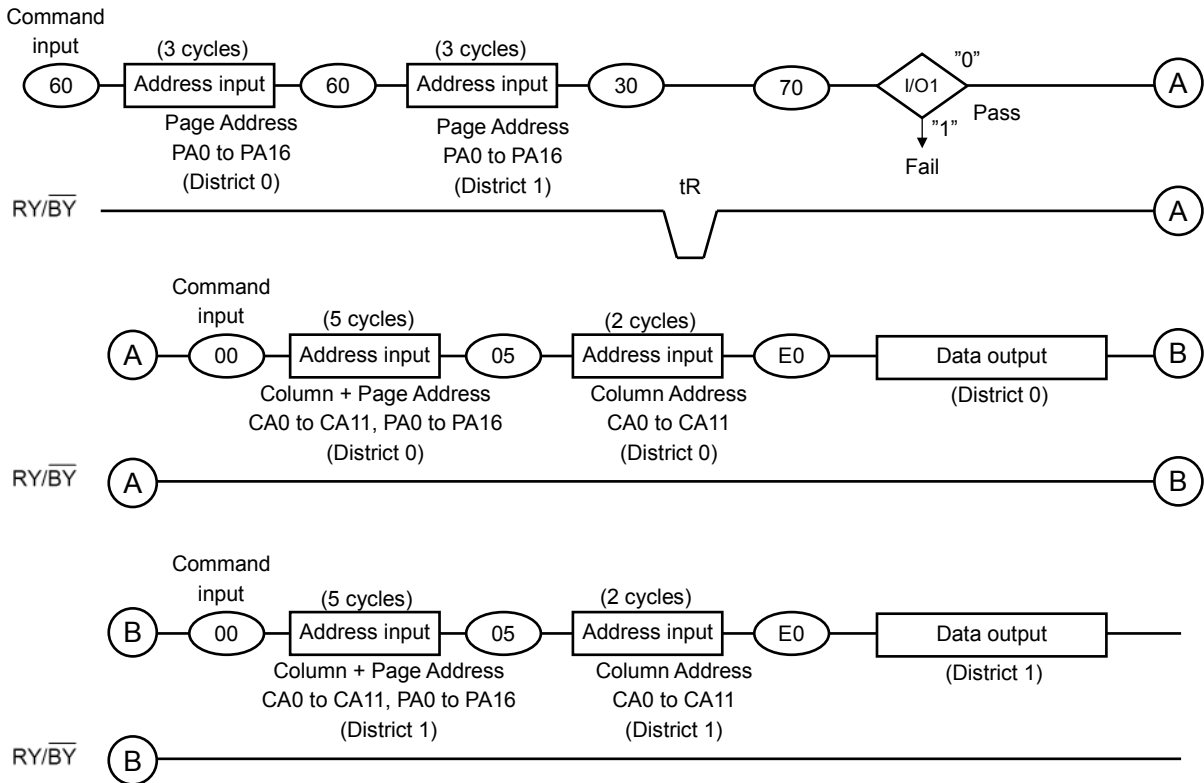 Command
input
(3 cycles)
(3 cycles)
"0"
60
Address input
60
Address input
30
70
I/O1
A
Page Address
PA0 to PA16
(District 0)
Page Address
PA0 to PA16
(District 1)
"1"
Pass
Fail
tR
RY/B̅Y̅
A
Command
input
(5 cycles)
(2 cycles)
A
00
Address input
05
Address input
E0
Data output
B
Column + Page Address
CA0 to CA11, PA0 to PA16
(District 0)
Column Address
CA0 to CA11
(District 0)
(District 0)
RY/B̅Y̅
A
B
Command
input
(5 cycles)
(2 cycles)
B
00
Address input
05
Address input
E0
Data output
Column + Page Address
CA0 to CA11, PA0 to PA16
(District 1)
Column Address
CA0 to CA11
(District 1)
(District 1)
RY/B̅Y̅
B